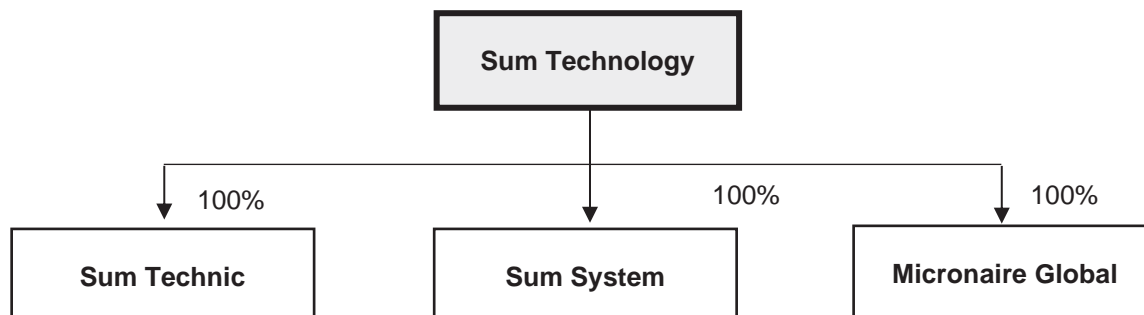 Sum Technology
100%
100%
100%
Sum Technic
Sum System
Micronaire Global